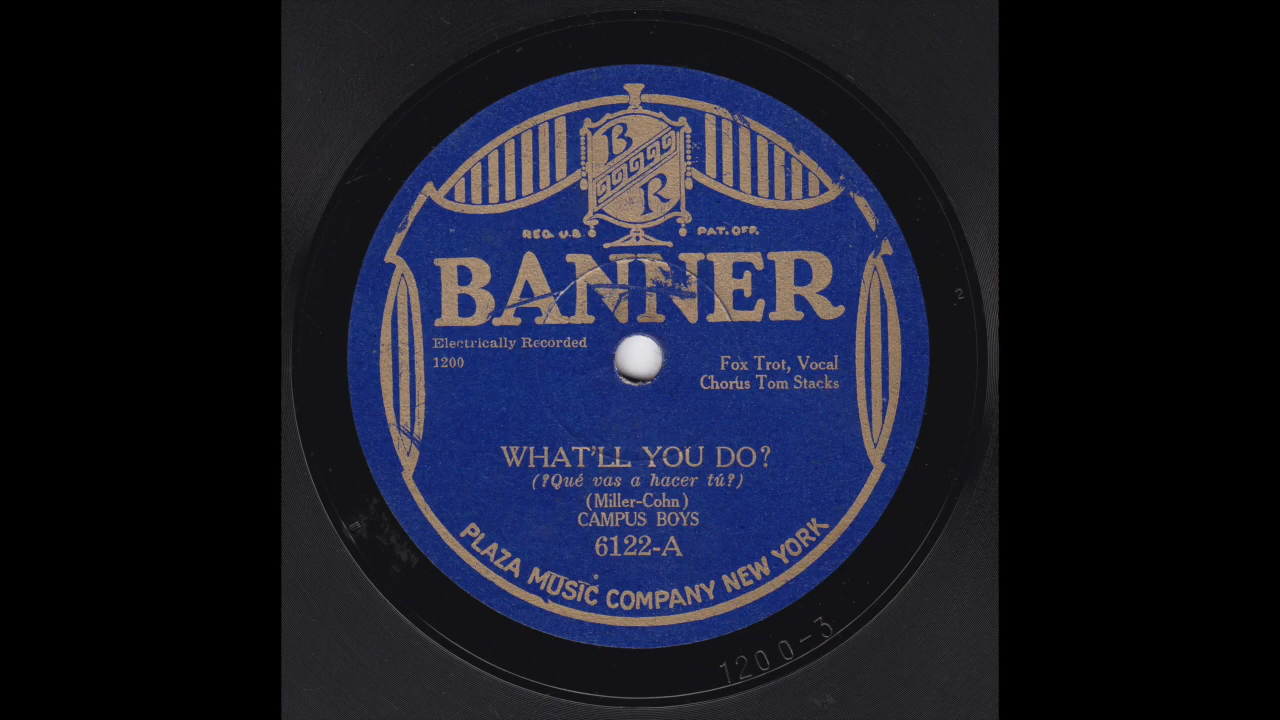 B
R
REG. U.S. PAT. OFF.
BANNER
Electrically Recorded
1200
Fox Trot, Vocal
Chorus Tom Stacks
2
WHAT'LL YOU DO?
(?Qué vas a hacer tú?)
(Miller-Cohn)
CAMPUS BOYS
6122-A
PLAZA MUSIC COMPANY NEW YORK
1200-3